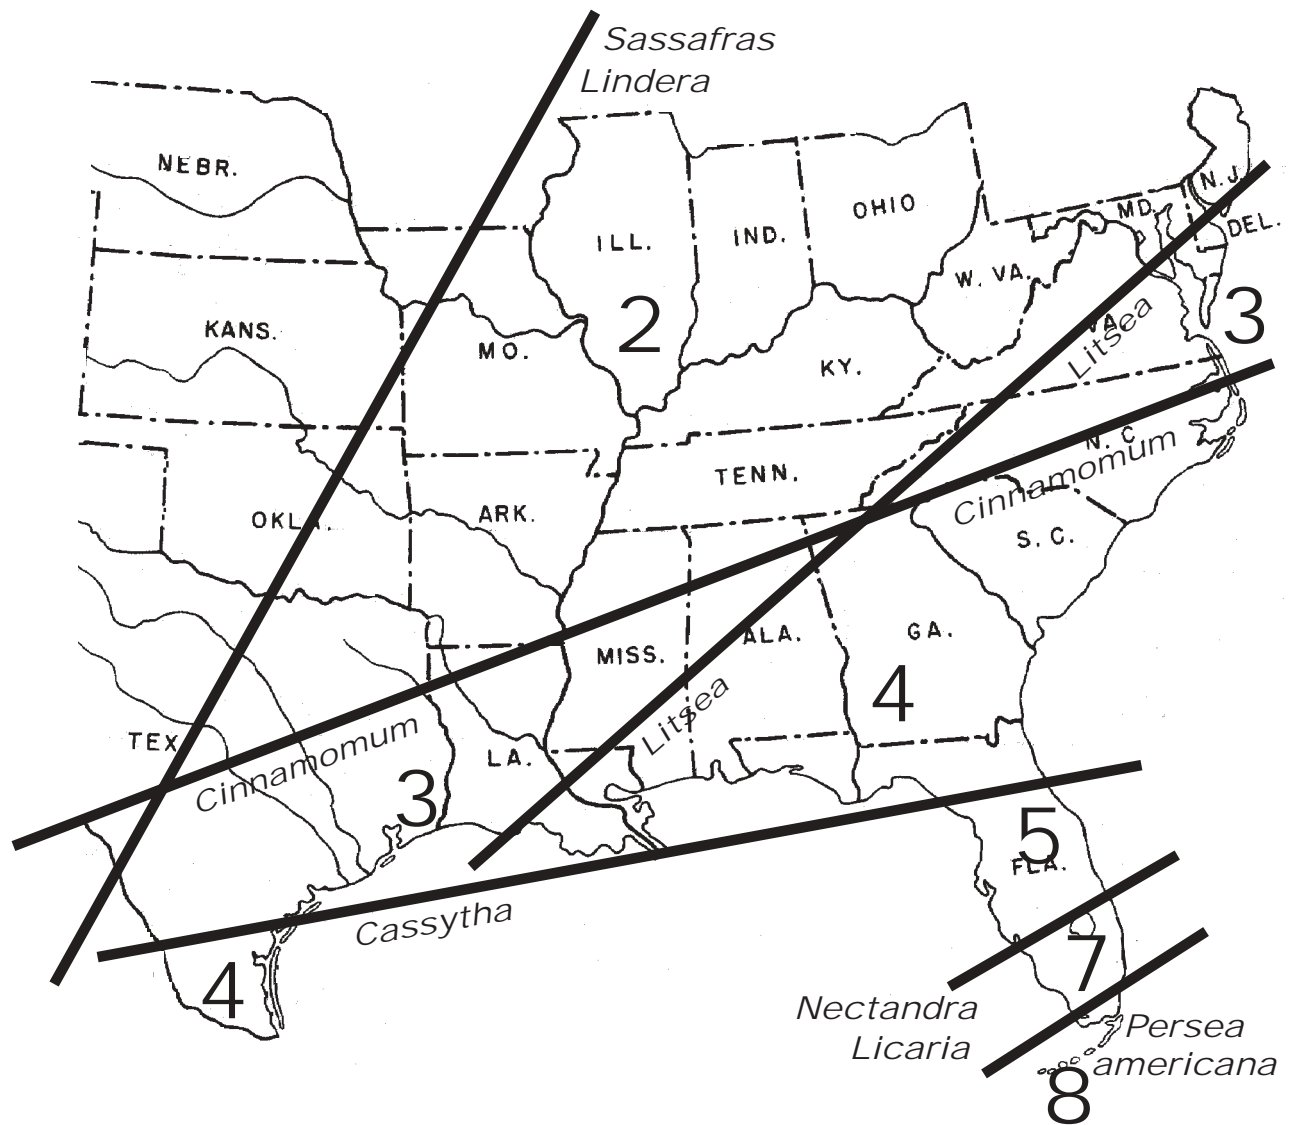 Sassafras
Lindera
NEBR.
N.J.
MD.
DEL.
OHIO
IND.
ILL.
W. VA.
2
3
KANS.
MO.
VA.
Litsea
KY.
N. C.
Cinnamomum
TENN.
OKLA.
ARK.
S. C.
MISS.
ALA.
GA.
4
Litsea
TEX.
LA.
Cinnamomum
3
5
FLA.
Cassytha
7
4
Nectandra
Licaria
Persea
americana
8